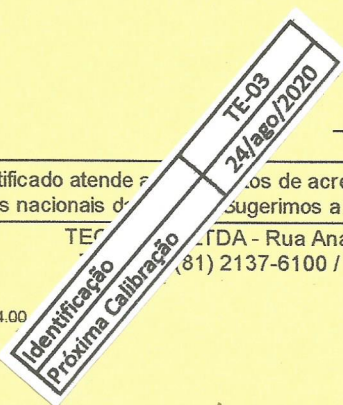 Identificação TE-03
Próxima Calibração 24/ago/2020
tificado atende a os de acre
s nacionais d Sugerimos a
TEC LTDA - Rua Ana
(81) 2137-6100 /
4.00